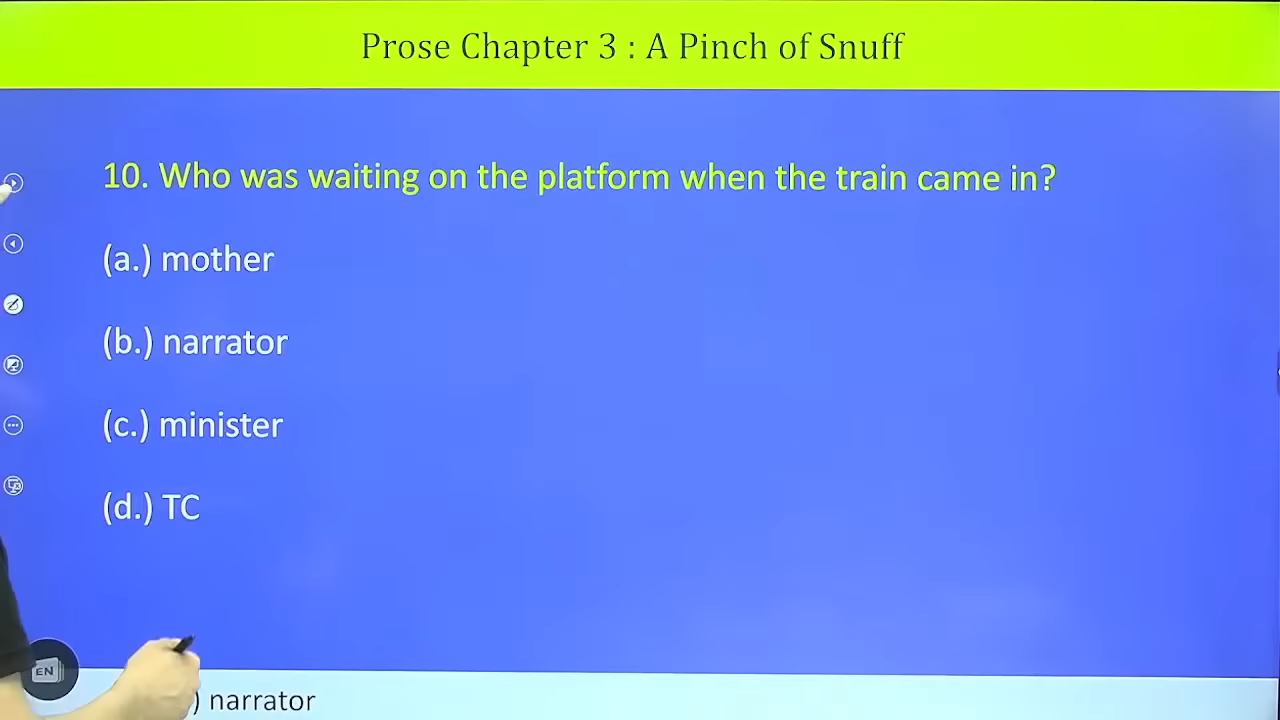 Prose Chapter 3 : A Pinch of Snuff
10. Who was waiting on the platform when the train came in?
(a.) mother
(b.) narrator
(c.) minister
(d.) TC
EN
) narrator